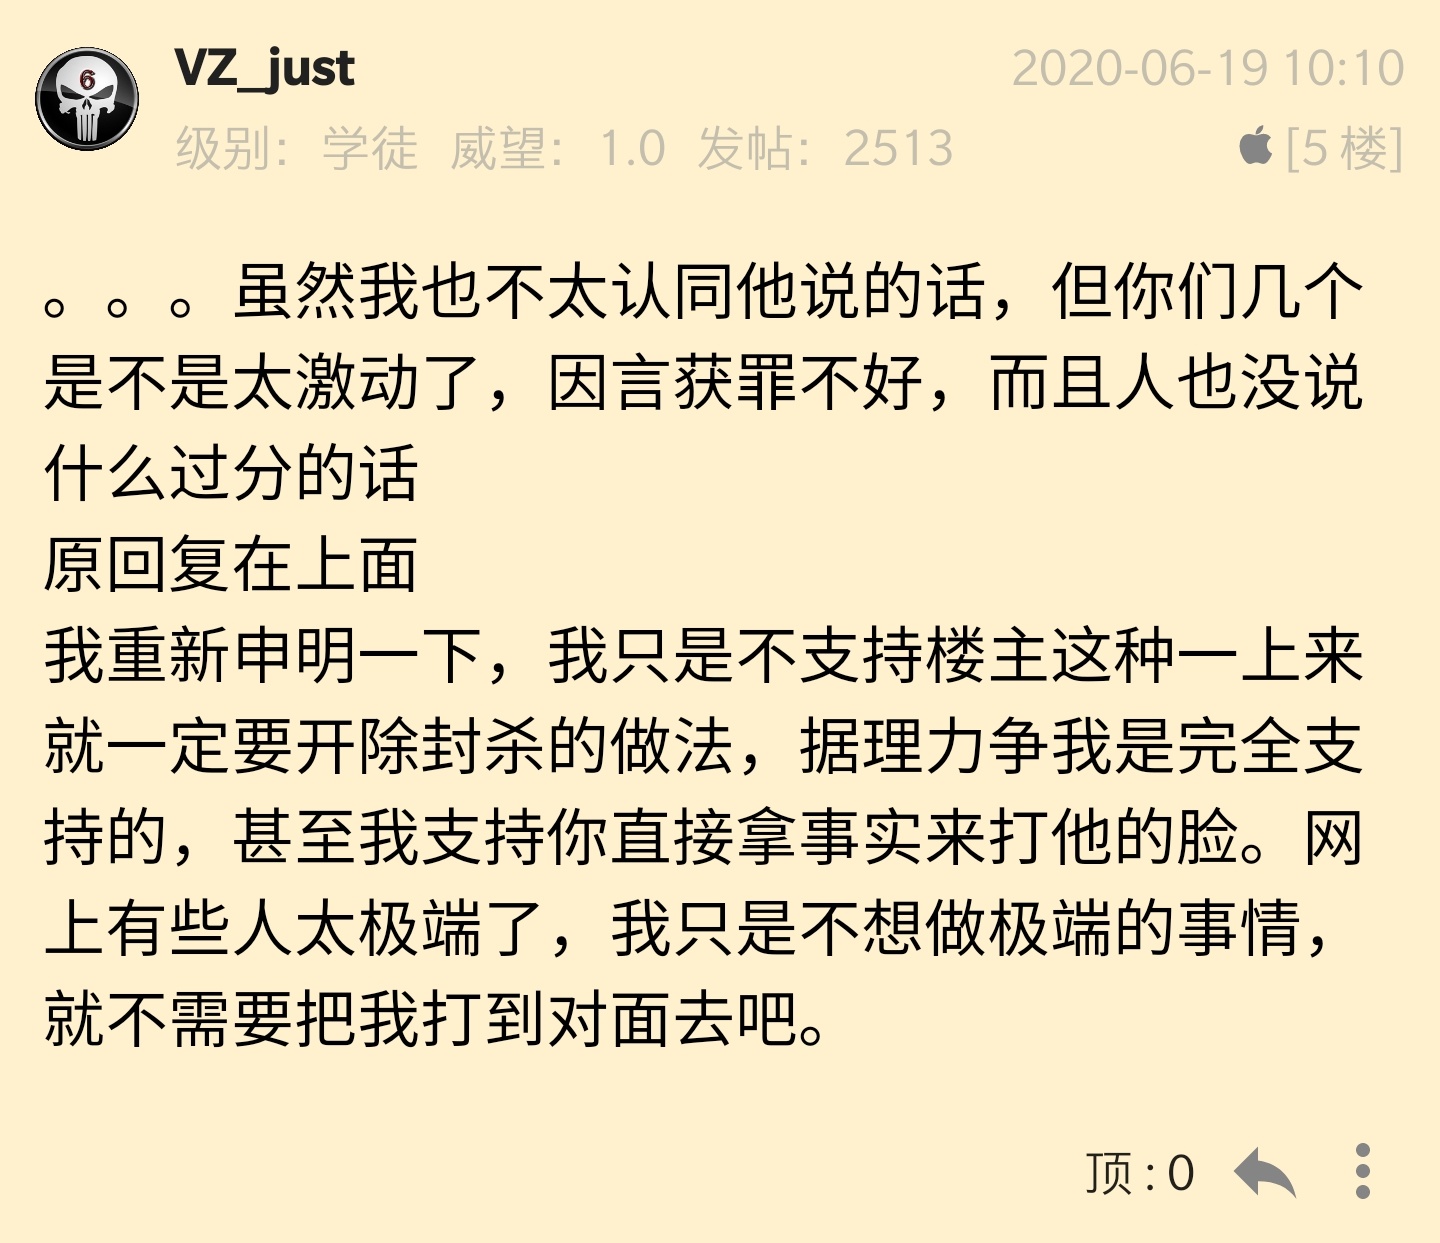 VZ_just 2020-06-19 10:10
级别： 学徒 威望： 1.0 发帖： 2513 [5 楼]
。。。虽然我也不太认同他说的话，但你们几个
是不是太激动了，因言获罪不好，而且人也没说
什么过分的话
原回复在上面
我重新申明一下，我只是不支持楼主这种一上来
就一定要开除封杀的做法，据理力争我是完全支
持的，甚至我支持你直接拿事实来打他的脸。网
上有些人太极端了，我只是不想做极端的事情，
就不需要把我打到对面去吧。
顶 : 0
6